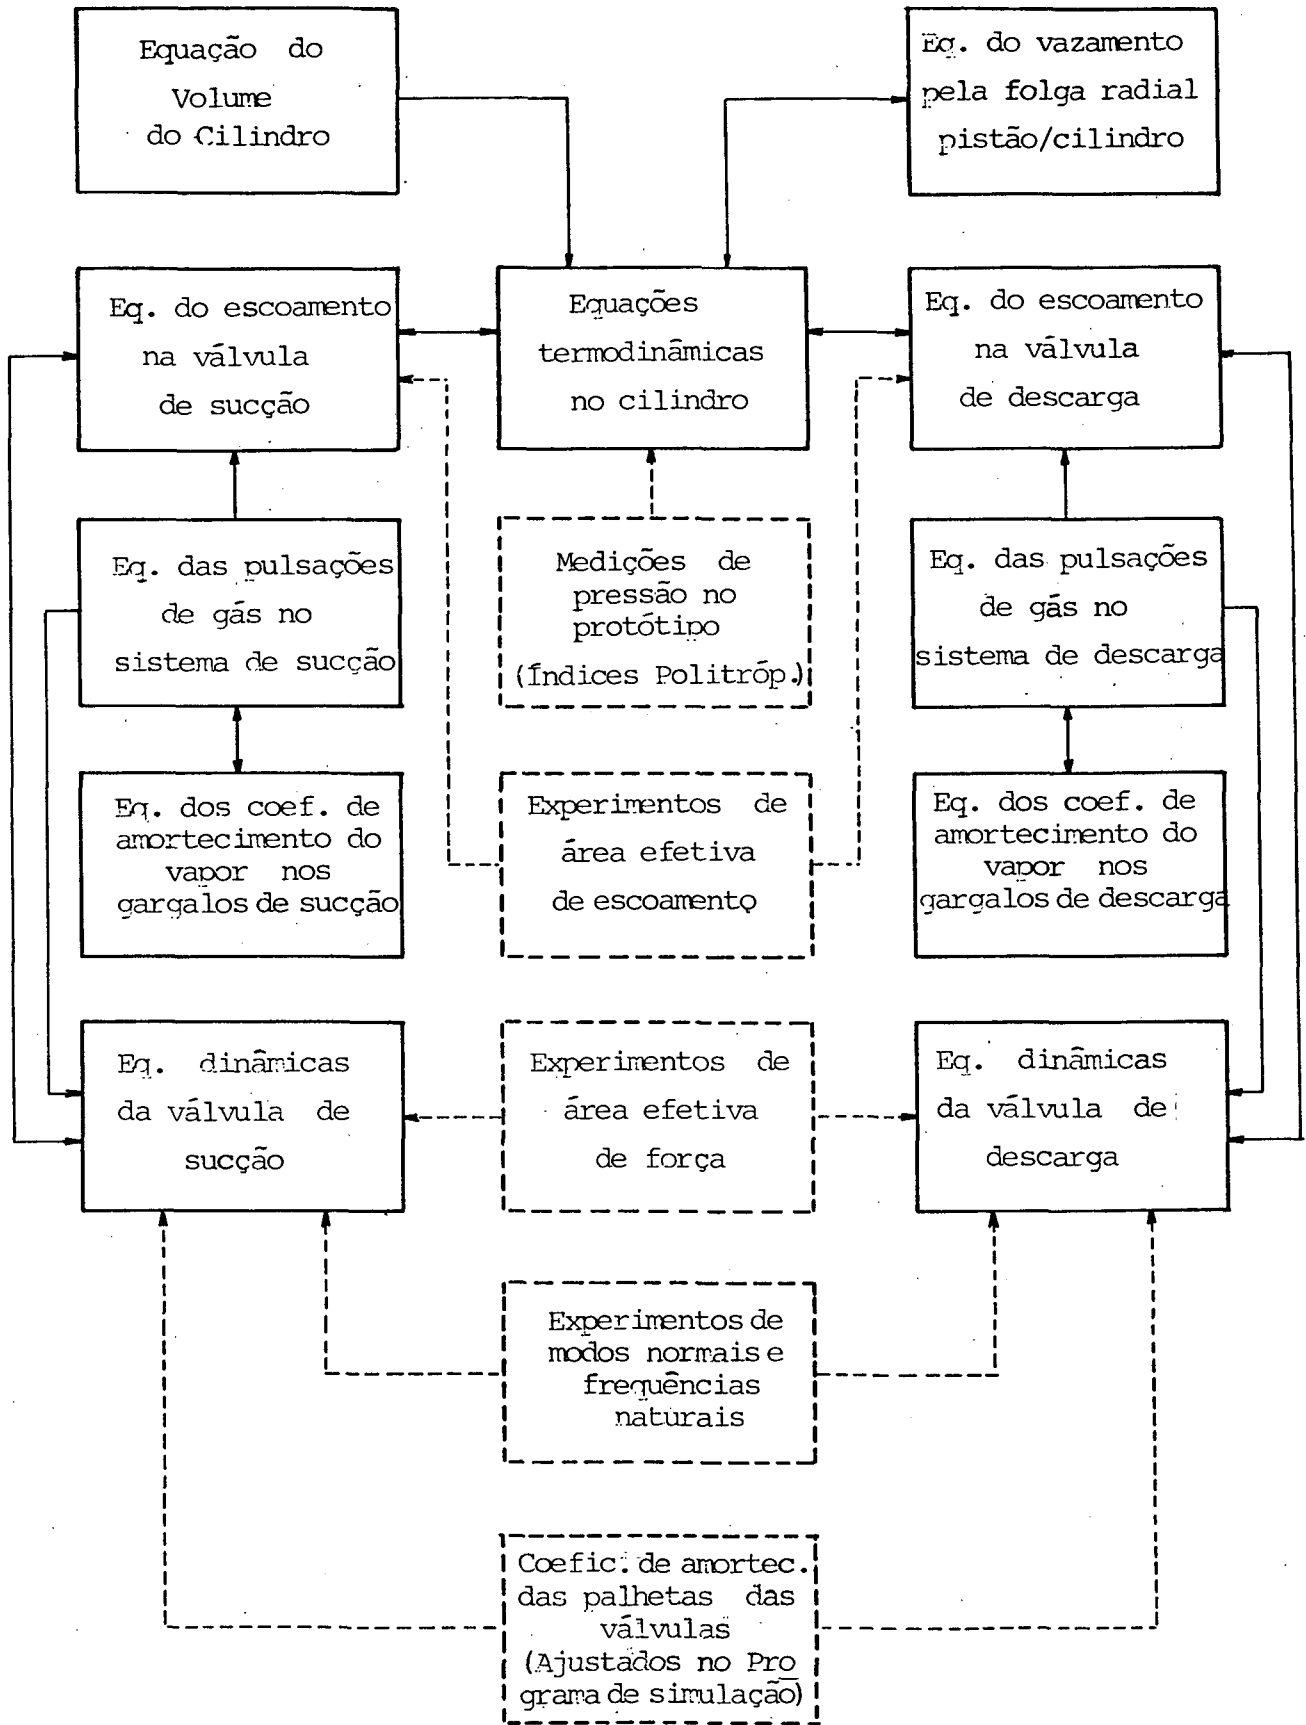 Equação do
Volume
do Cilindro
Eq. do vazamento
pela folga radial
pistão/cilindro
Eq. do escoamento
na válvula
de sucção
Equações
termodinâmicas
no cilindro
Eq. do escoamento
na válvula
de descarga
Eq. das pulsações
de gás no
sistema de sucção
Medições de
pressão no
protótipo
(Índices Politróp.)
Eq. das pulsações
de gás no
sistema de descarga
Eq. dos coef. de
amortecimento do
vapor nos
gargalos de sucção
Experimentos de
área efetiva
de escoamento
Eq. dos coef. de
amortecimento do
vapor nos
gargalos de descarga
Eq. dinâmicas
da válvula de
sucção
Experimentos de
área efetiva
de força
Eq. dinâmicas
da válvula de
descarga
Experimentos de
modos normais e
frequências
naturais
Coefic. de amortec.
das palhetas das
válvulas
(Ajustados no Pro
grama de simulação)